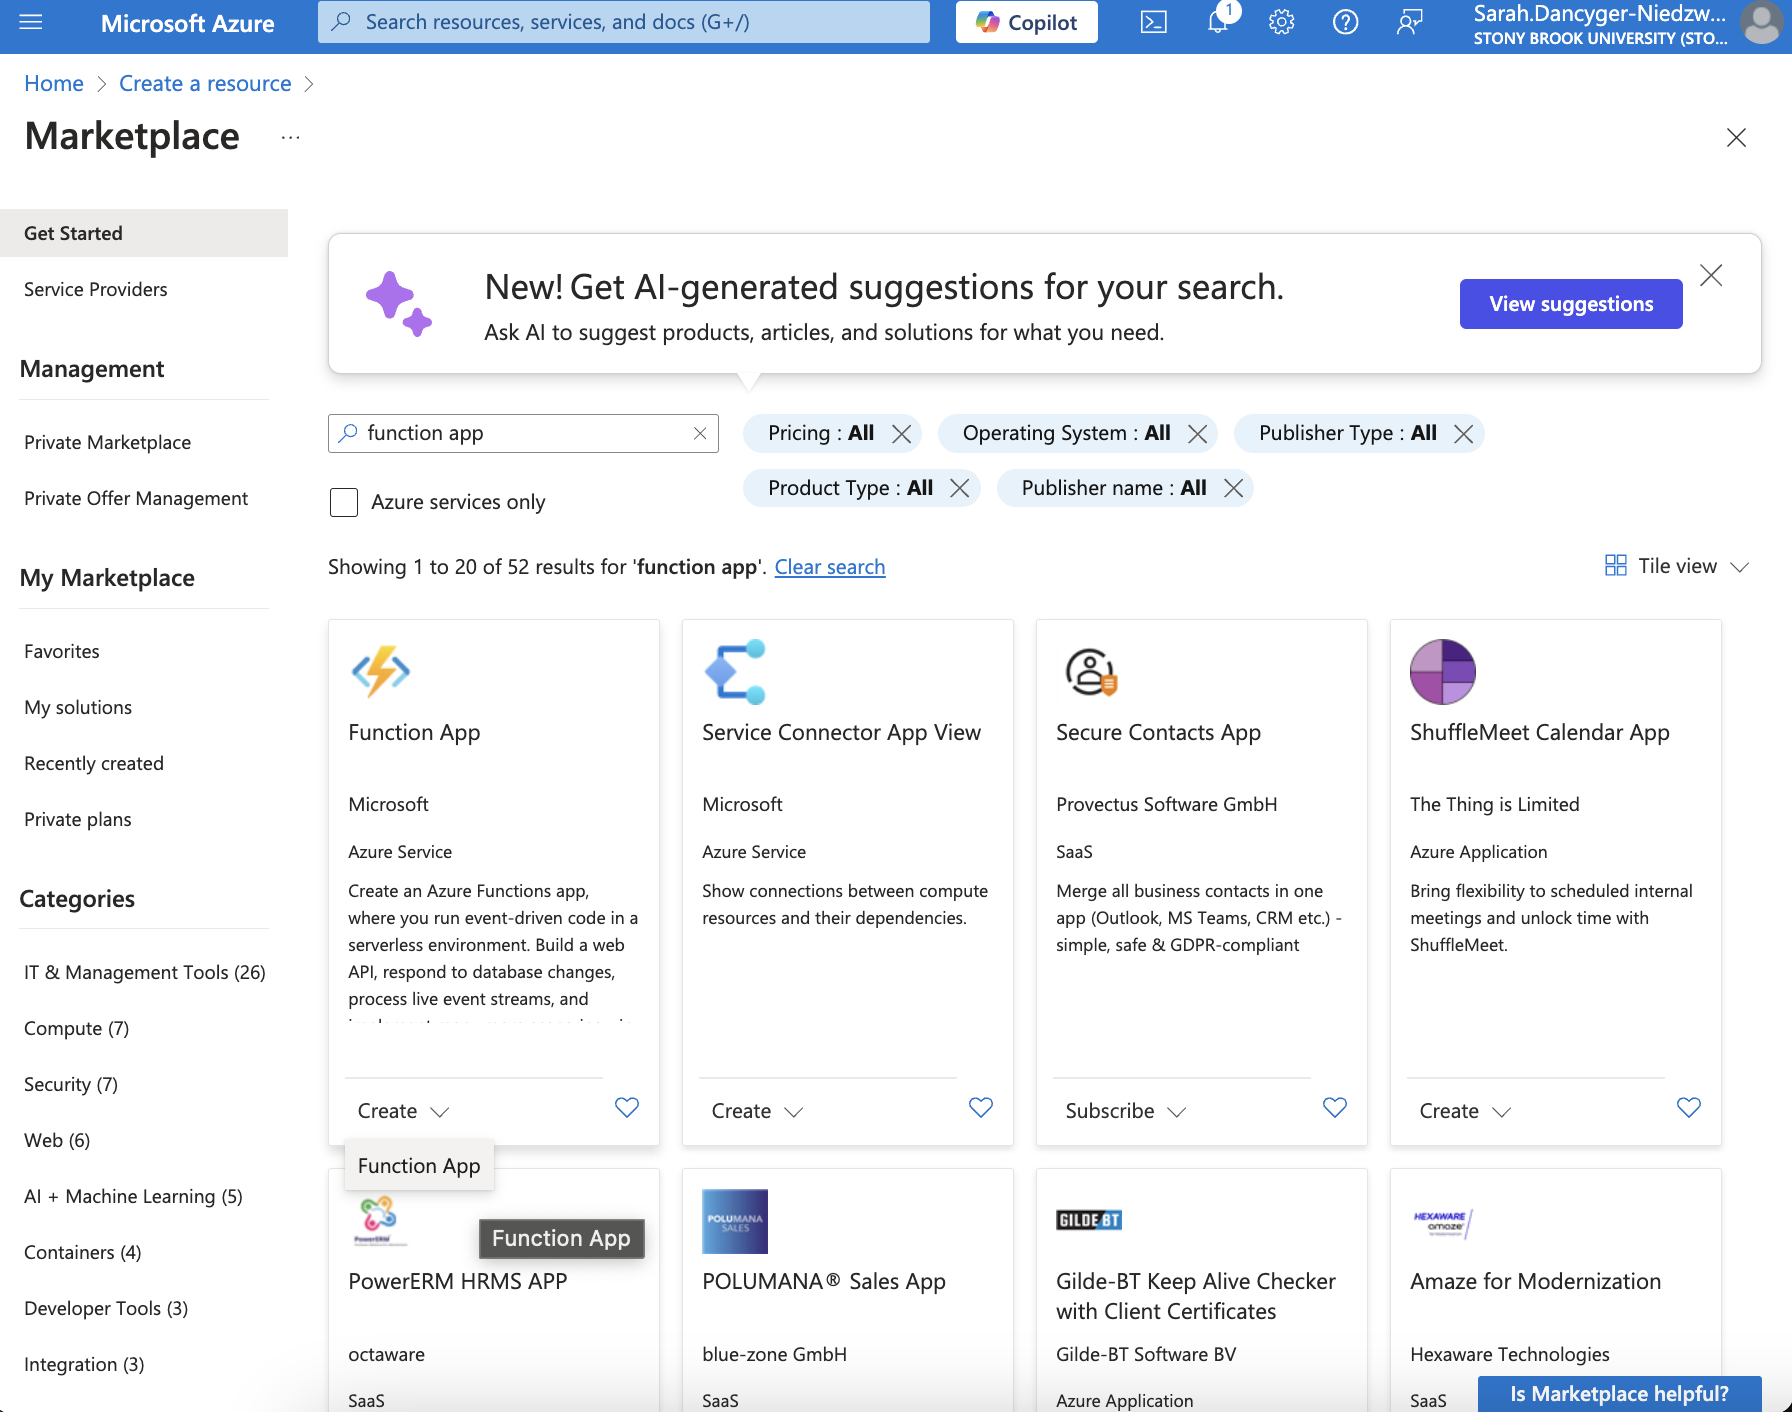 Microsoft Azure
Search resources, services, and docs (G+/)
Copilot
1
Sarah.Dancyger-Niedzw...
STONY BROOK UNIVERSITY (STO...
Home > Create a resource >
Marketplace ...
Get Started
Service Providers
Management
Private Marketplace
Private Offer Management
My Marketplace
Favorites
My solutions
Recently created
Private plans
Categories
IT & Management Tools (26)
Compute (7)
Security (7)
Web (6)
AI + Machine Learning (5)
Containers (4)
Developer Tools (3)
Integration (3)
New! Get AI-generated suggestions for your search.
Ask AI to suggest products, articles, and solutions for what you need.
View suggestions
function app
Pricing : All
Operating System : All
Publisher Type : All
Product Type : All
Publisher name : All
Azure services only
Showing 1 to 20 of 52 results for 'function app'. Clear search
Tile view
Function App
Microsoft
Azure Service
Create an Azure Functions app,
where you run event-driven code in a
serverless environment. Build a web
API, respond to database changes,
process live event streams, and
Create
Service Connector App View
Microsoft
Azure Service
Show connections between compute
resources and their dependencies.
Create
Secure Contacts App
Provectus Software GmbH
SaaS
Merge all business contacts in one
app (Outlook, MS Teams, CRM etc.) -
simple, safe & GDPR-compliant
Subscribe
ShuffleMeet Calendar App
The Thing is Limited
Azure Application
Bring flexibility to scheduled internal
meetings and unlock time with
ShuffleMeet.
Create
Function App
Function App
PowerERM
PowerERM HRMS APP
octaware
SaaS
POLUMANA
SALES
POLUMANA® Sales App
blue-zone GmbH
SaaS
GILDE BT
Gilde-BT Keep Alive Checker
with Client Certificates
Gilde-BT Software BV
Azure Application
HEXAWARE
amaze
Amaze for Modernization
Hexaware Technologies
SaaS
Is Marketplace helpful?